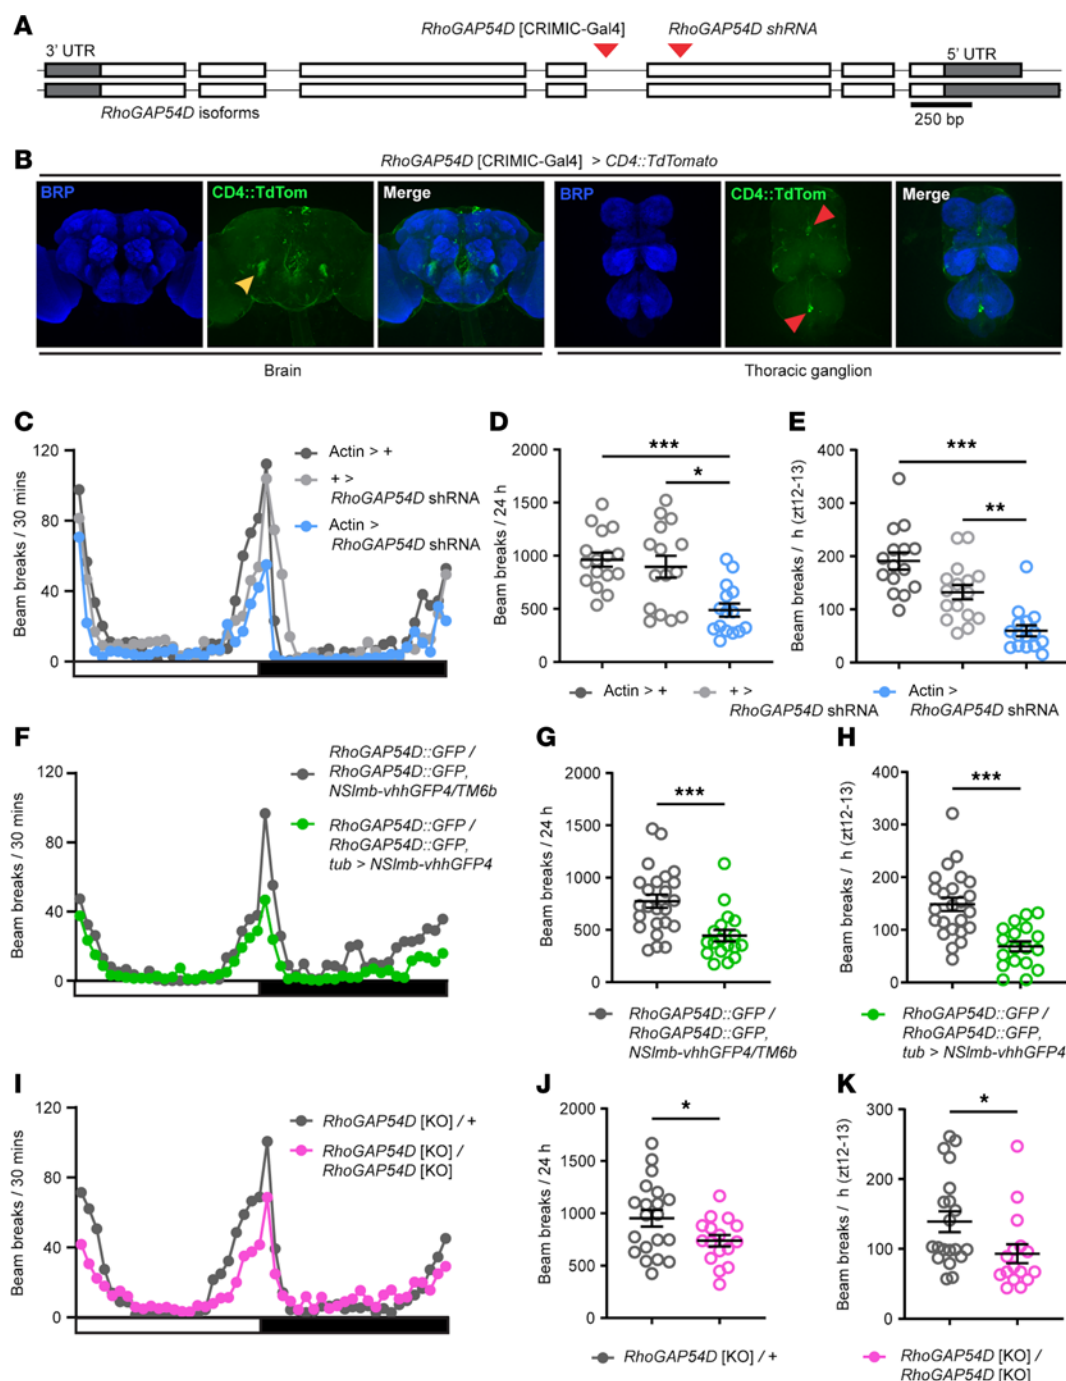 A
RhoGAP54D [CRIMIC-Gal4]
RhoGAP54D shRNA
3' UTR
5' UTR
RhoGAP54D isoforms
250 bp
B
RhoGAP54D [CRIMIC-Gal4] > CD4::TdTomato
BRP
CD4::TdTom
Merge
BRP
CD4::TdTom
Merge
Brain
Thoracic ganglion
C
Beam breaks / 30 mins
120
80
40
0
Actin > +
+ >
RhoGAP54D shRNA
Actin >
RhoGAP54D shRNA
D
Beam breaks / 24 h
2000
1500
1000
500
0
***
*
E
Beam breaks / h (zt12-13)
400
300
200
100
0
***
**
Actin > +
+ >
RhoGAP54D shRNA
Actin >
RhoGAP54D shRNA
F
Beam breaks / 30 mins
120
80
40
0
RhoGAP54D::GFP /
RhoGAP54D::GFP,
NSlmb-vhhGFP4/TM6b
RhoGAP54D::GFP /
RhoGAP54D::GFP,
tub > NSlmb-vhhGFP4
G
Beam breaks / 24 h
2000
1500
1000
500
0
***
H
Beam breaks / h (zt12-13)
400
300
200
100
0
***
RhoGAP54D::GFP /
RhoGAP54D::GFP,
NSlmb-vhhGFP4/TM6b
RhoGAP54D::GFP /
RhoGAP54D::GFP,
tub > NSlmb-vhhGFP4
I
Beam breaks / 30 mins
120
80
40
0
RhoGAP54D [KO] / +
RhoGAP54D [KO] /
RhoGAP54D [KO]
J
Beam breaks / 24 h
2000
1500
1000
500
0
*
K
Beam breaks / h (zt12-13)
300
200
100
0
*
RhoGAP54D [KO] / +
RhoGAP54D [KO] /
RhoGAP54D [KO]